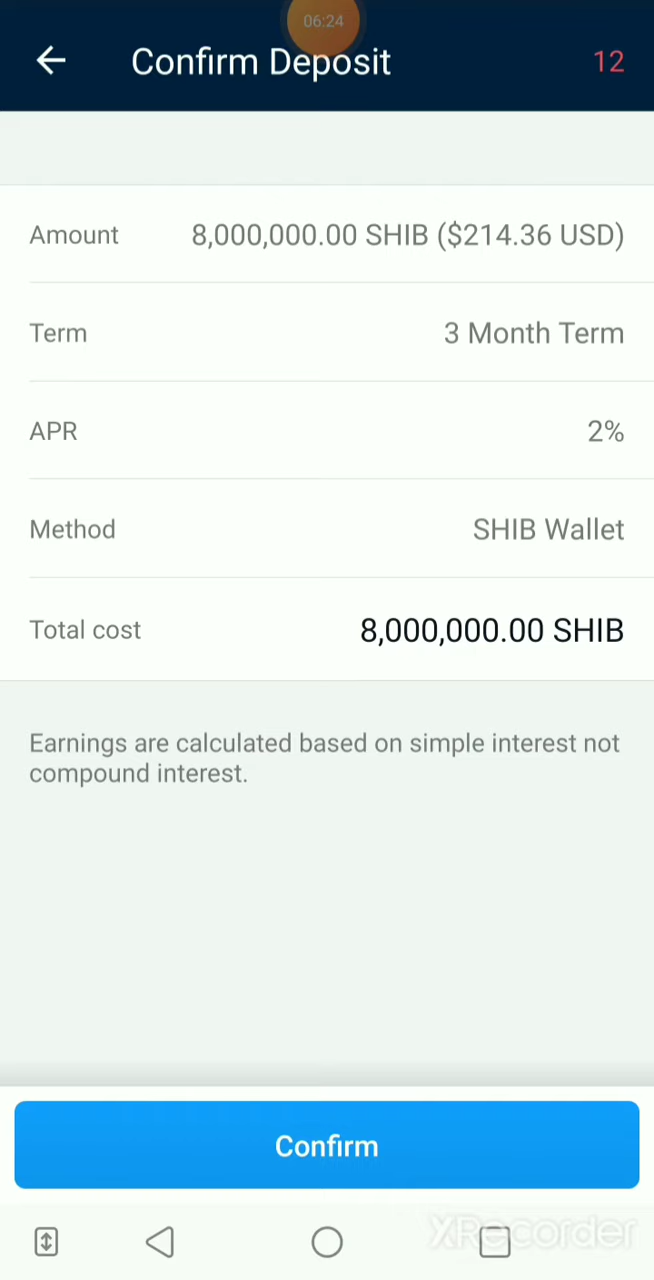 06:24
Confirm Deposit 12
Amount 8,000,000.00 SHIB ($214.36 USD)
Term 3 Month Term
APR 2%
Method SHIB Wallet
Total cost 8,000,000.00 SHIB
Earnings are calculated based on simple interest not
compound interest.
Confirm
XRecorder